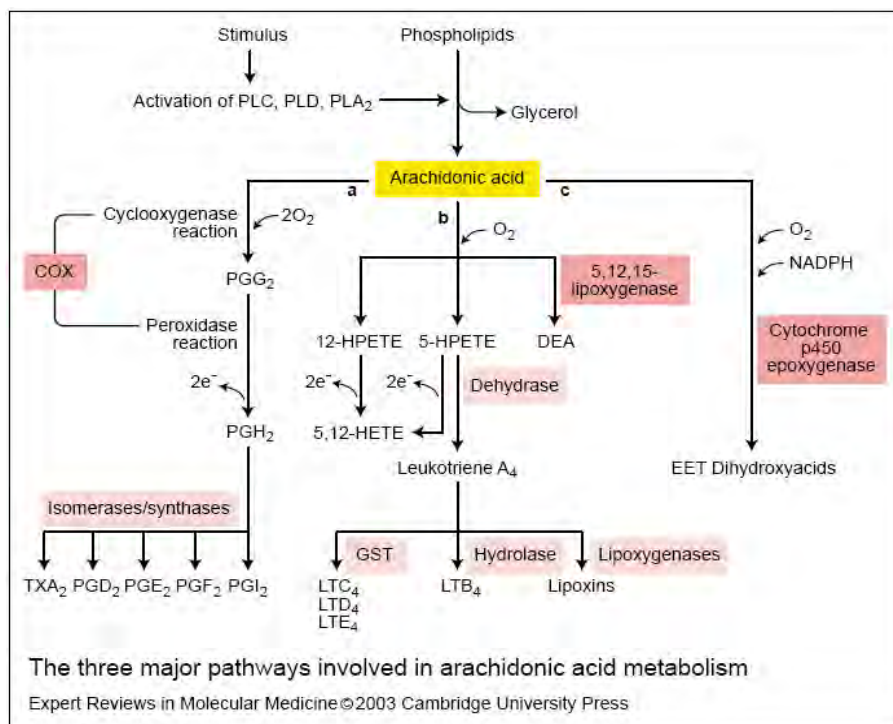 Stimulus
Phospholipids
Activation of PLC, PLD, PLA₂
Glycerol
Arachidonic acid
a
b
c
Cyclooxygenase
reaction
2O₂
COX
PGG₂
Peroxidase
reaction
2e⁻
PGH₂
Isomerases/synthases
TXA₂ PGD₂ PGE₂ PGF₂ PGI₂
O₂
5,12,15-
lipoxygenase
12-HPETE 5-HPETE DEA
2e⁻ 2e⁻
Dehydrase
5,12-HETE
Leukotriene A₄
GST
Hydrolase
Lipoxygenases
LTC₄
LTD₄
LTE₄
LTB₄
Lipoxins
O₂
NADPH
Cytochrome
p450
epoxygenase
EET Dihydroxyacids
The three major pathways involved in arachidonic acid metabolism
Expert Reviews in Molecular Medicine©2003 Cambridge University Press